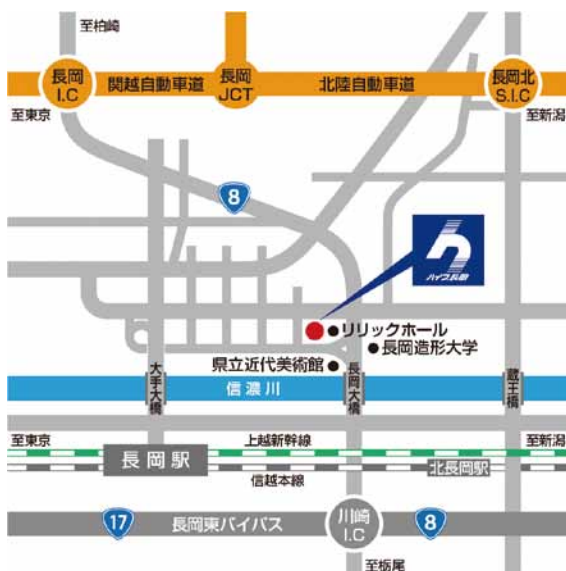 至柏崎
長岡
I.C
関越自動車道
長岡
JCT
北陸自動車道
長岡北
S.I.C
至東京
至新潟
8
ハイブ長岡
リリックホール
長岡造形大学
県立近代美術館
大手大橋
長岡大橋
蔵王橋
信濃川
至東京
上越新幹線
至新潟
長岡駅
北長岡駅
信越本線
17
長岡東バイパス
川崎
I.C
8
至栃尾